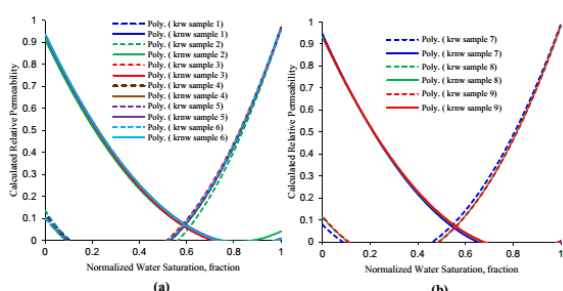 (a)
Calculated Relative Permeability
1
0.9
0.8
0.7
0.6
0.5
0.4
0.3
0.2
0.1
0
0
0.2
0.4
0.6
0.8
1
Normalized Water Saturation, fraction
Poly. ( krw sample 1)
Poly. ( krnw sample 1)
Poly. ( krw sample 2)
Poly. ( krnw sample 2)
Poly. ( krw sample 3)
Poly. ( krnw sample 3)
Poly. ( krw sample 4)
Poly. ( krnw sample 4)
Poly. ( krw sample 5)
Poly. ( krnw sample 5)
Poly. ( krw sample 6)
Poly. ( krnw sample 6)
(a)
(b)
Calculated Relative Permeability
1
0.9
0.8
0.7
0.6
0.5
0.4
0.3
0.2
0.1
0
0
0.2
0.4
0.6
0.8
1
Normalized Water Saturation, fraction
Poly. ( krw sample 7)
Poly. ( krnw sample 7)
Poly. ( krw sample 8)
Poly. ( krnw sample 8)
Poly. ( krw sample 9)
Poly. ( krnw sample 9)
(b)